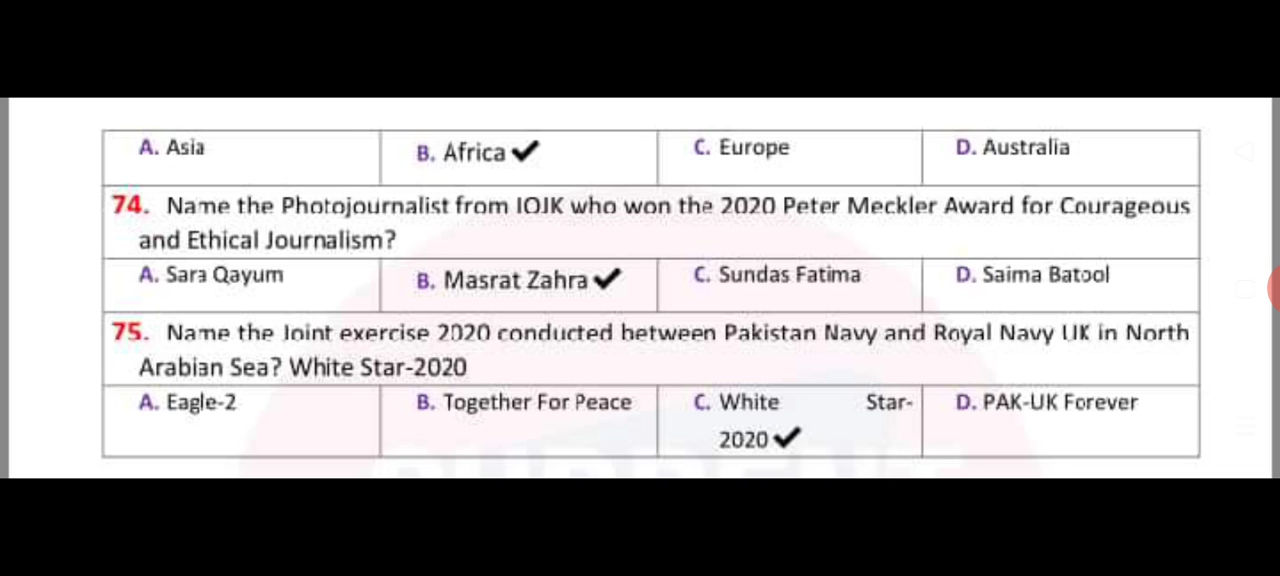 A. Asia B. Africa ✔ C. Europe D. Australia
74. Name the Photojournalist from IOJK who won the 2020 Peter Meckler Award for Courageous
and Ethical Journalism?
A. Sara Qayum B. Masrat Zahra ✔ C. Sundas Fatima D. Saima Batool
75. Name the Joint exercise 2020 conducted between Pakistan Navy and Royal Navy UK in North
Arabian Sea? White Star-2020
A. Eagle-2 B. Together For Peace C. White Star- D. PAK-UK Forever
2020 ✔